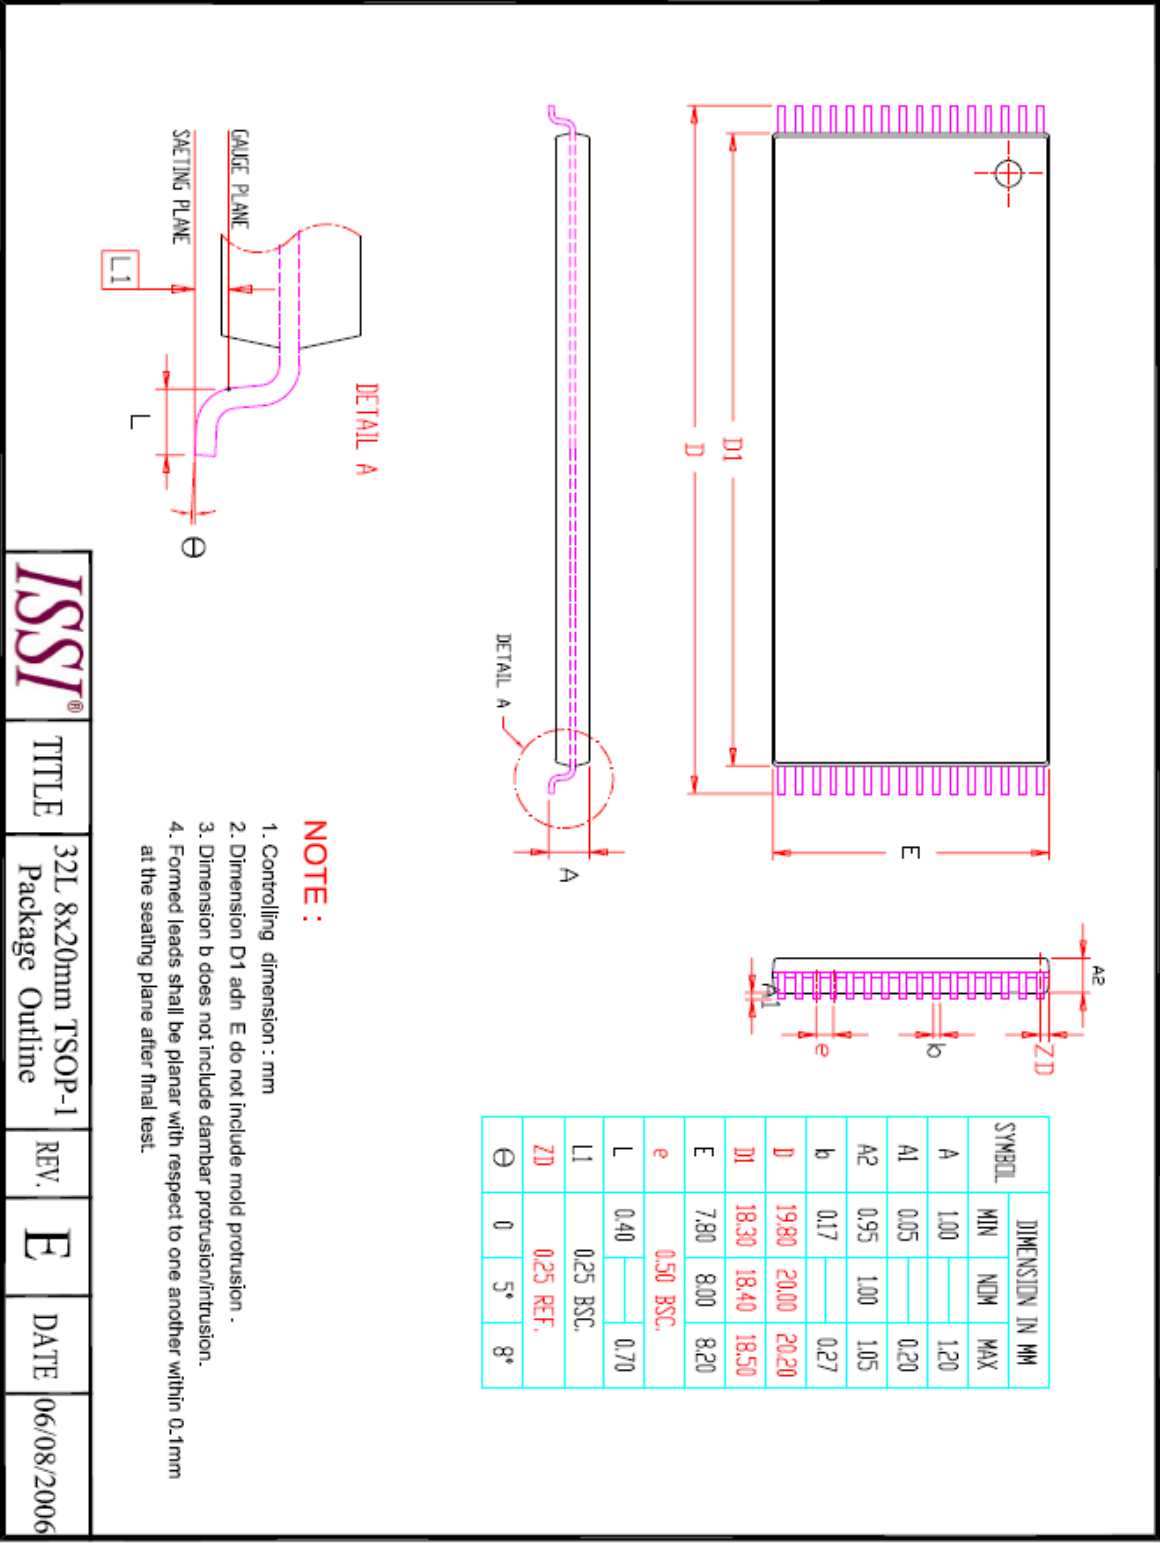 D1
D
E
A
DETAIL A
A2
A1
e
b
ZD
GAUGE PLANE
SAETING PLANE
L1
L
DETAIL A
Θ
SYMBOL DIMENSION IN MM
MIN NOM MAX
A 1.00 1.20
A1 0.05 0.20
A2 0.95 1.00 1.05
b 0.17 0.27
D 19.80 20.00 20.20
D1 18.30 18.40 18.50
E 7.80 8.00 8.20
e 0.50 BSC.
L 0.40 0.70
L1 0.25 BSC.
ZD 0.25 REF.
Θ 0 5° 8°
NOTE :
1. Controlling dimension : mm
2. Dimension D1 adn E do not include mold protrusion .
3. Dimension b does not include dambar protrusion/intrusion.
4. Formed leads shall be planar with respect to one another within 0.1mm
at the seating plane after final test.
ISSI®
TITLE
32L 8x20mm TSOP-1
Package Outline
REV.
E
DATE
06/08/2006